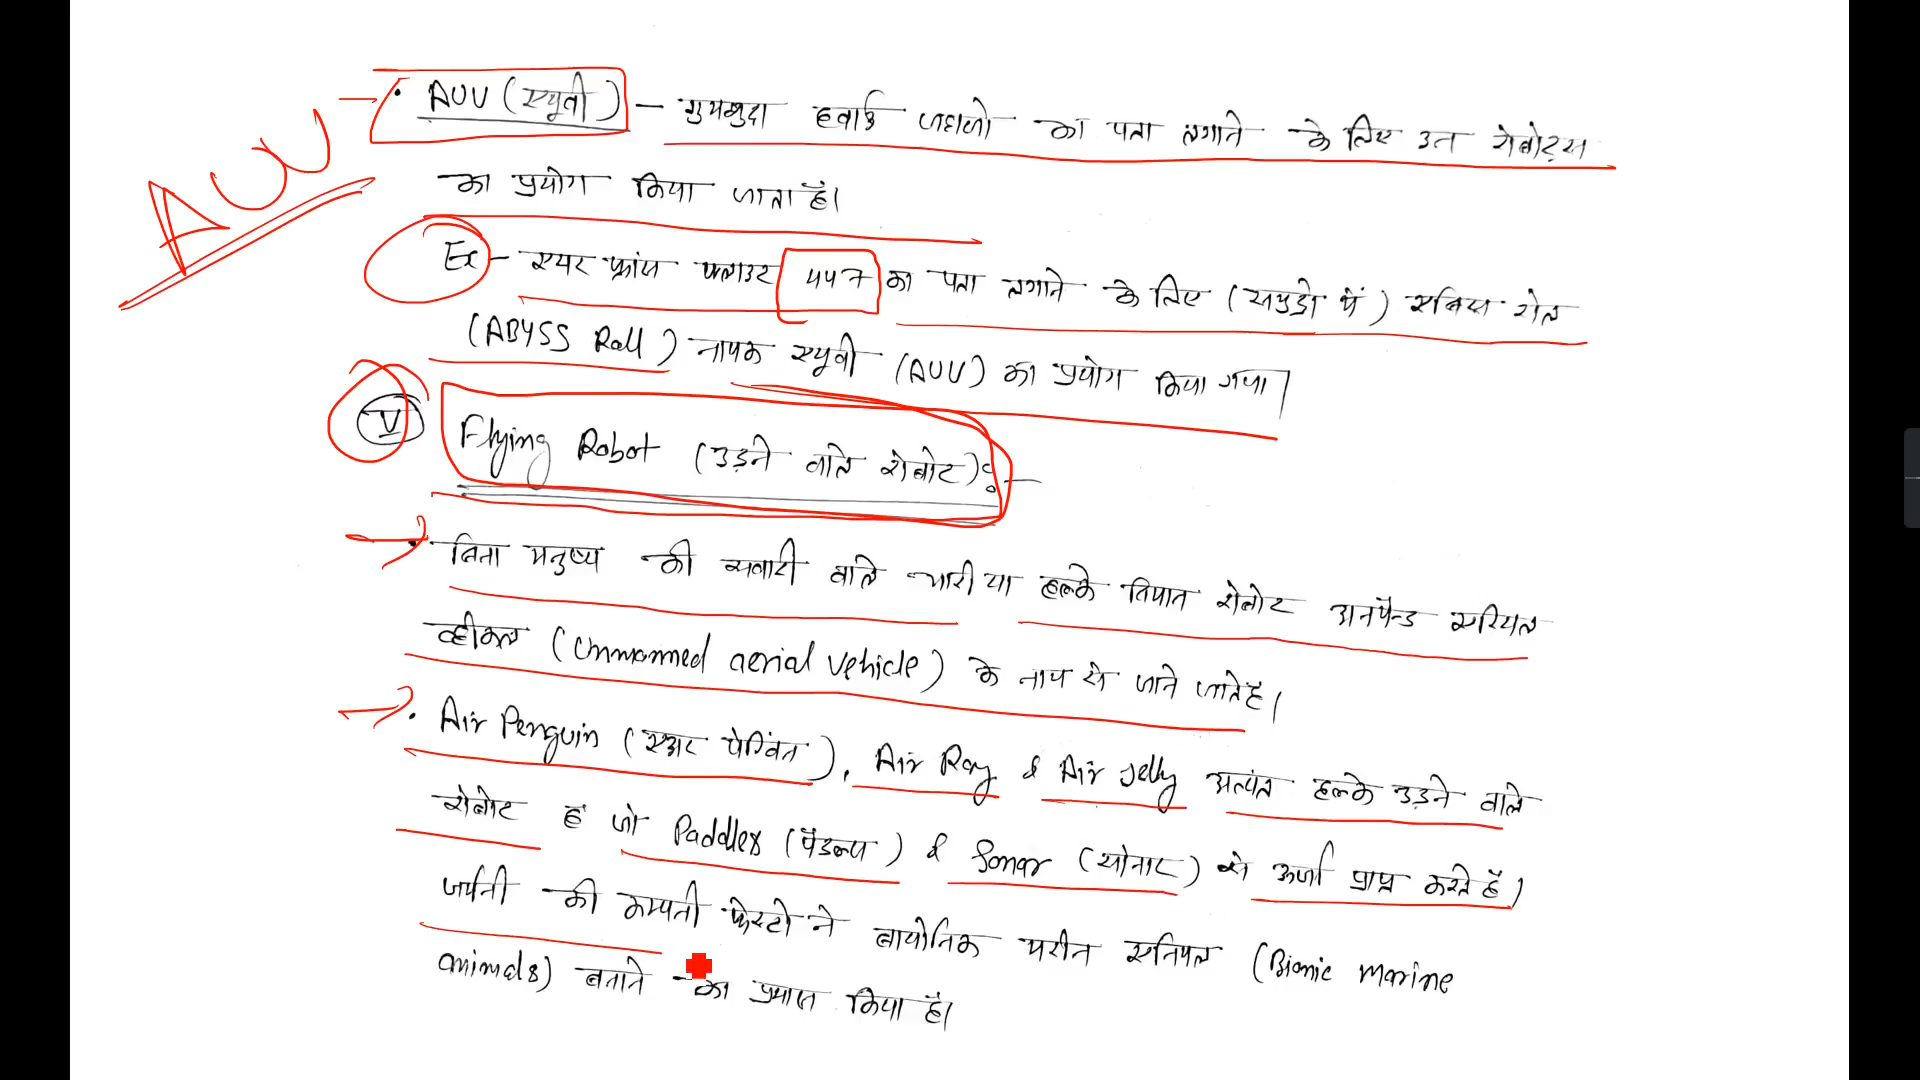 AUV
• AUV (एयूवी) – गुमशुदा हवाई जहाजो का पता लगाने के लिए उन रोबोट्स
का प्रयोग किया जाता है।
Ex – एयर फ्रांस फ्लाइट 447 का पता लगाने के लिए (समुद्रो में) एबिस रोल
(ABYSS Roll) नामक एयूवी (AUV) का प्रयोग किया गया।
V Flying Robot (उड़ने वाले रोबोट):–
• बिना मनुष्य की सवारी वाले भारी या हल्के विमान रोबोट अनमैन्ड एरियल
व्हीकल (Unmanned aerial vehicle) के नाम से जाने जाते है।
• Air Penguin (एअर पेंग्विन), Air Ray & Air Jelly अत्यंत हल्के उड़ने वाले
रोबोट है जो Paddles (पैडल्स) & Sonar (सोनार) से ऊर्जा प्राप्त करते है।
जर्मनी की कम्पनी फेस्टो ने बायोनिक मरीन एनिमल (Bionic marine
animals) बनाने का प्रयास किया है।